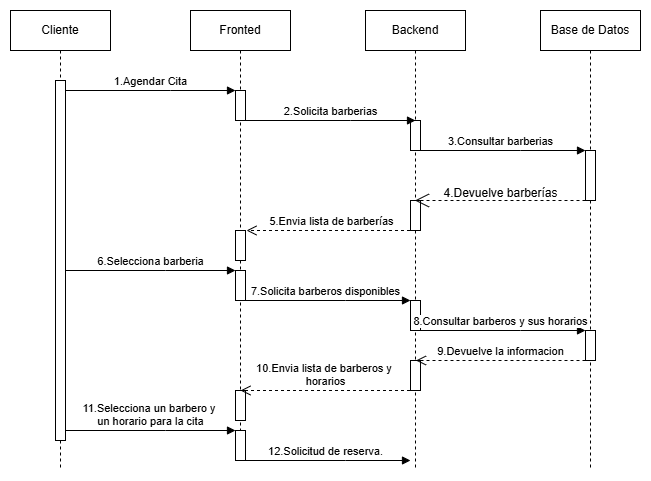 Cliente
Fronted
Backend
Base de Datos
1.Agendar Cita
2.Solicita barberias
3.Consultar barberias
4.Devuelve barberías
5.Envia lista de barberías
6.Selecciona barberia
7.Solicita barberos disponibles
8.Consultar barberos y sus horarios
9.Devuelve la informacion
10.Envia lista de barberos y
horarios
11.Selecciona un barbero y
un horario para la cita
12.Solicitud de reserva.